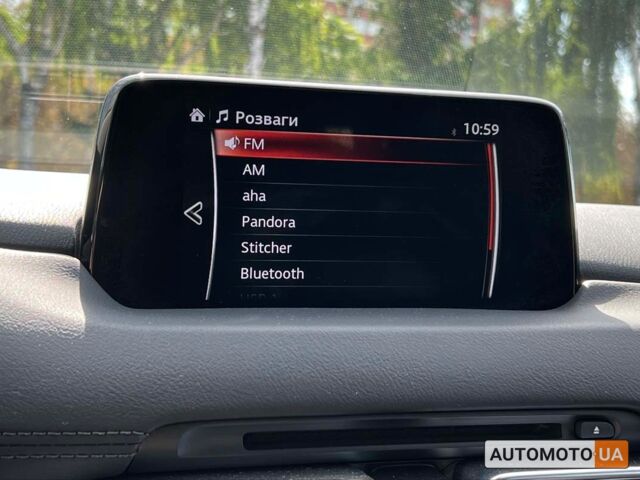 Розваги
10:59
FM
AM
aha
Pandora
Stitcher
Bluetooth
AUTOMOTO.UA